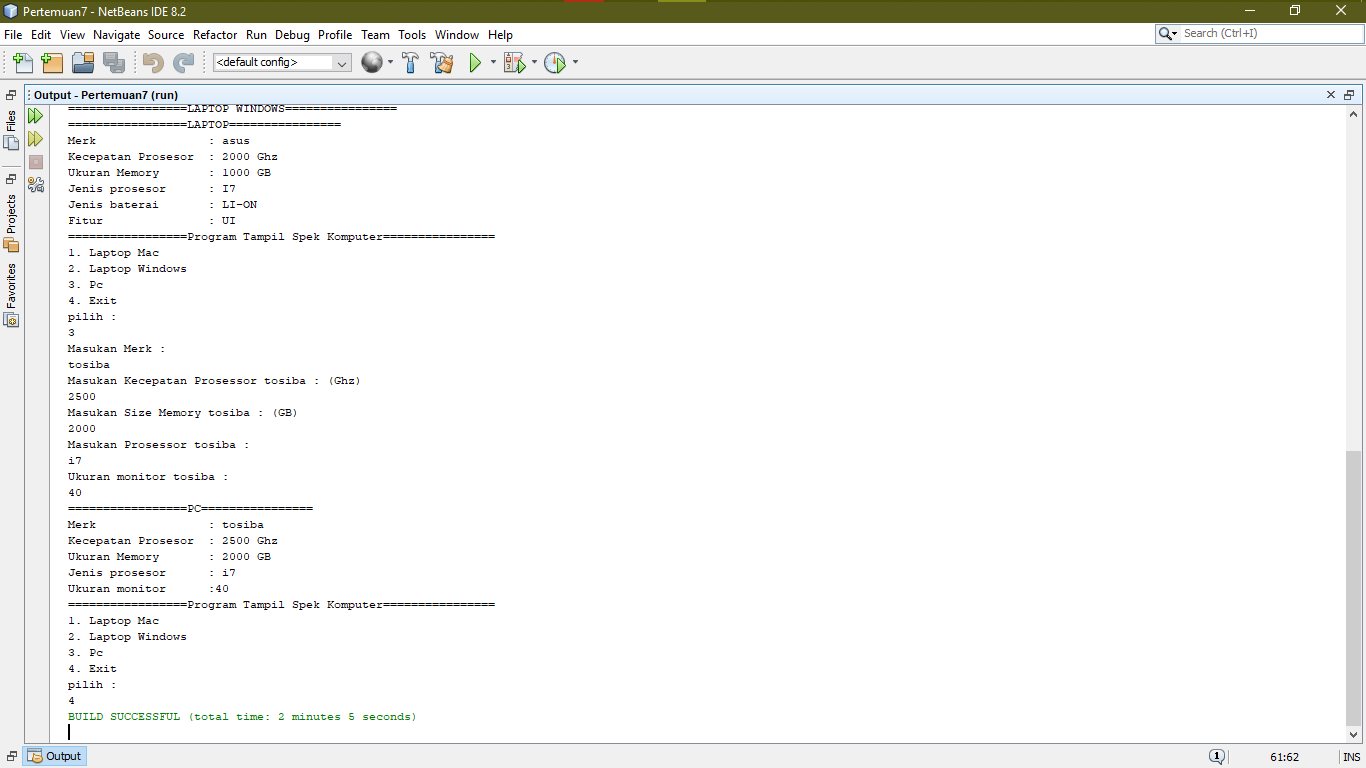 Pertemuan7 - NetBeans IDE 8.2
File Edit View Navigate Source Refactor Run Debug Profile Team Tools Window Help
Search (Ctrl+I)
<default config>
Output - Pertemuan7 (run)
Files
Projects
Favorites
=================LAPTOP WINDOWS================
=================LAPTOP================
Merk                : asus
Kecepatan Prosesor  : 2000 Ghz
Ukuran Memory       : 1000 GB
Jenis prosesor      : I7
Jenis baterai       : LI-ON
Fitur               : UI
=================Program Tampil Spek Komputer================
1. Laptop Mac
2. Laptop Windows
3. Pc
4. Exit
pilih :
3
Masukan Merk :
tosiba
Masukan Kecepatan Prosessor tosiba : (Ghz)
2500
Masukan Size Memory tosiba : (GB)
2000
Masukan Prosessor tosiba :
i7
Ukuran monitor tosiba :
40
=================PC================
Merk                : tosiba
Kecepatan Prosesor  : 2500 Ghz
Ukuran Memory       : 2000 GB
Jenis prosesor      : i7
Ukuran monitor      :40
=================Program Tampil Spek Komputer================
1. Laptop Mac
2. Laptop Windows
3. Pc
4. Exit
pilih :
4
BUILD SUCCESSFUL (total time: 2 minutes 5 seconds)
Output
1
61:62
INS